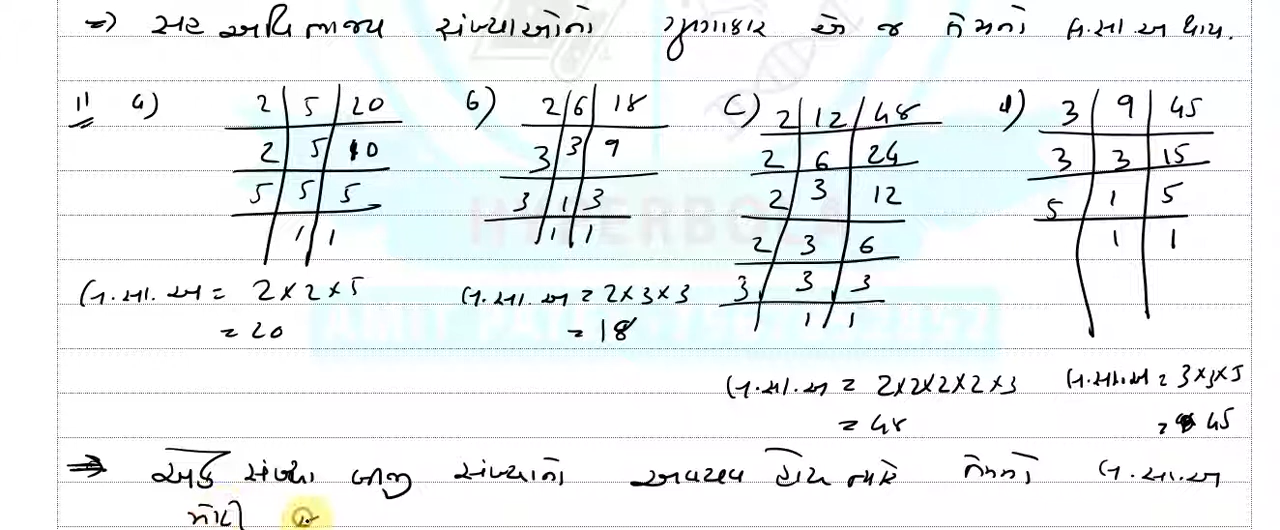 ⇒ સહ અવિભાજ્ય સંખ્યાઓનો ગુણાકાર એ જ તેમનો લ.સા.અ થાય.
11 a) b) c) d)
2 | 5 | 20
2 | 5 | 10
5 | 5 | 5
| 1 | 1
લ.સા.અ = 2 × 2 × 5
= 20
2 | 6 | 18
3 | 3 | 9
3 | 1 | 3
| 1 | 1
લ.સા.અ = 2 × 3 × 3
= 18
2 | 12 | 48
2 | 6 | 24
2 | 3 | 12
2 | 3 | 6
3 | 3 | 3
| 1 | 1
લ.સા.અ = 2×2×2×2×3
= 48
3 | 9 | 45
3 | 3 | 15
5 | 1 | 5
| 1 | 1
લ.સા.અ = 3×3×5
= 45
⇒ એક સંખ્યા બીજી સંખ્યાનો અવયવ હોય ત્યારે તેમનો લ.સા.અ
મોટી